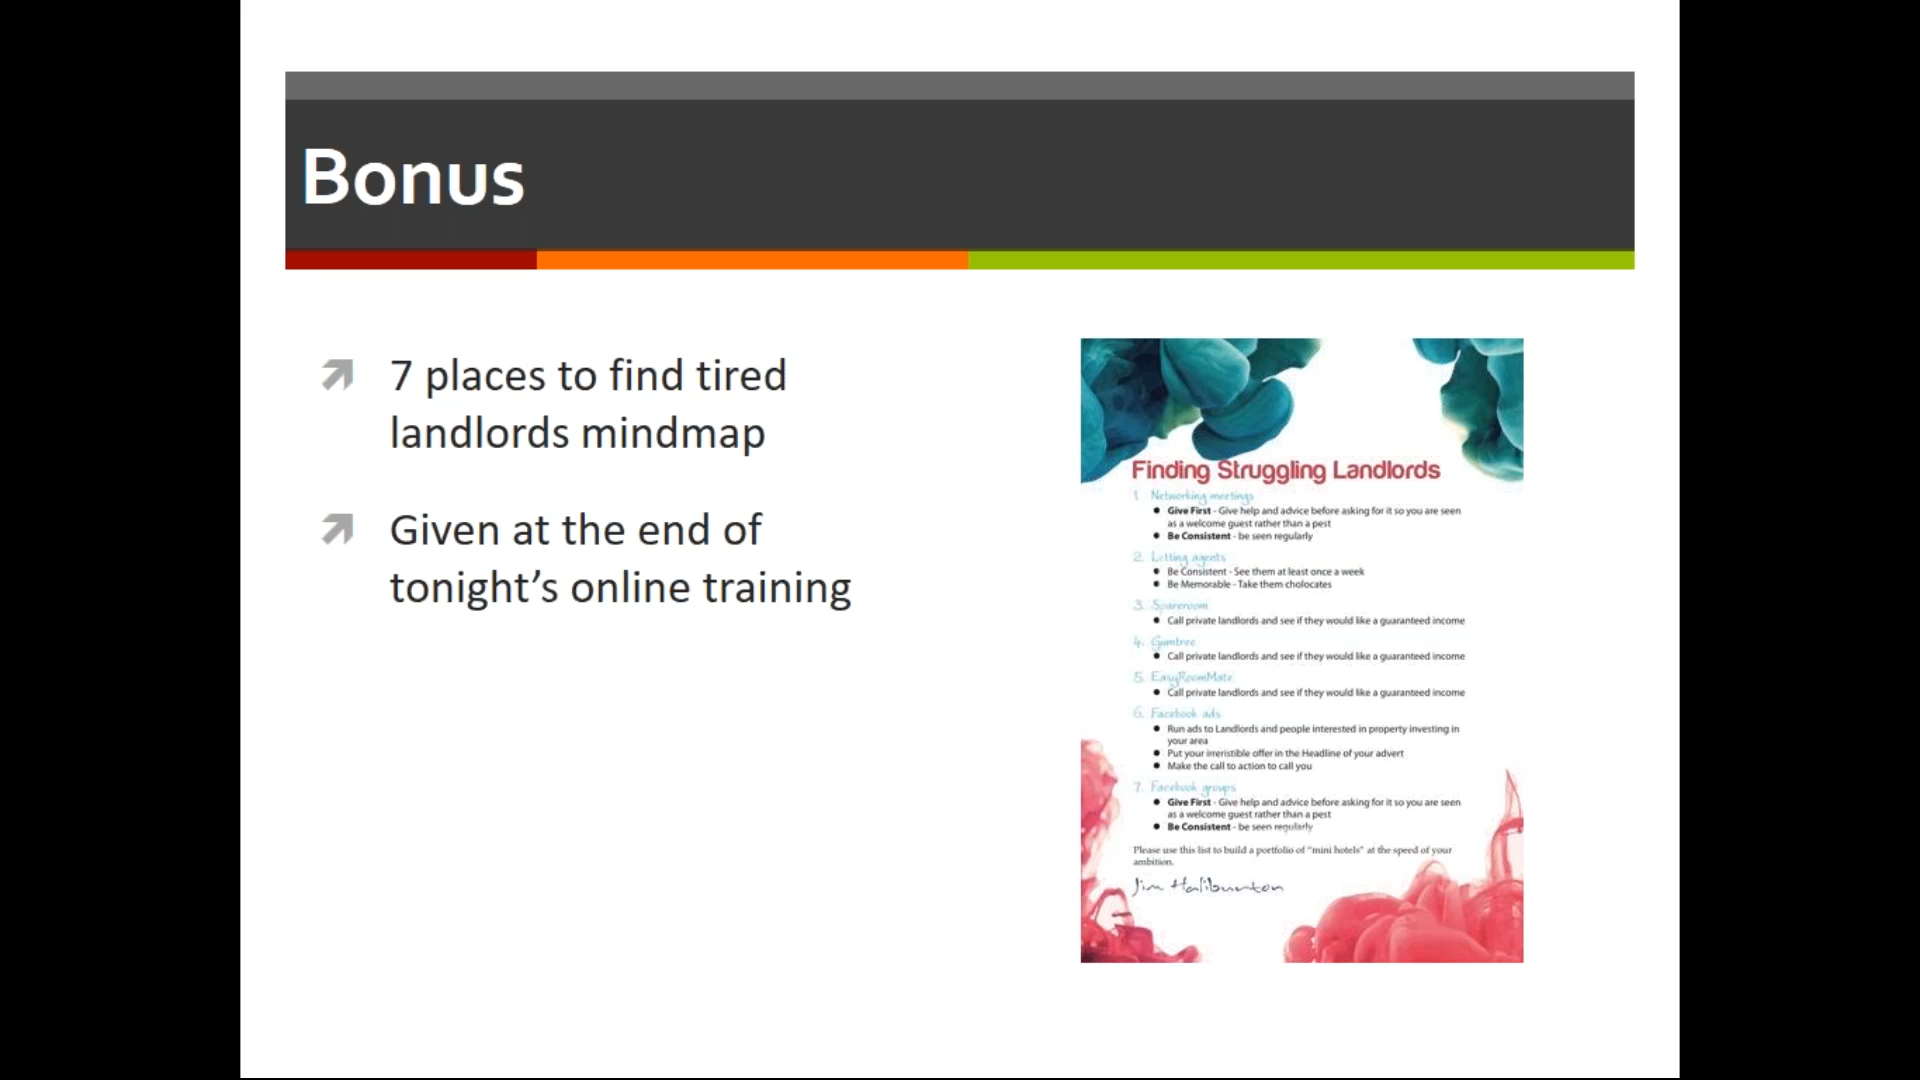 Bonus
7 places to find tired
landlords mindmap
Given at the end of
tonight’s online training
Finding Struggling Landlords
1. Networking meetings
Give First - Give help and advice before asking for it so you are seen
as a welcome guest rather than a pest
Be Consistent - be seen regularly
2. Letting agents
Be Consistent - See them at least once a week
Be Memorable - Take them cholocates
3. Spareroom
Call private landlords and see if they would like a guaranteed income
4. Gumtree
Call private landlords and see if they would like a guaranteed income
5. EasyRoomMate
Call private landlords and see if they would like a guaranteed income
6. Facebook ads
Run ads to Landlords and people interested in property investing in
your area
Put your irreristible offer in the Headline of your advert
Make the call to action to call you
7. Facebook groups
Give First - Give help and advice before asking for it so you are seen
as a welcome guest rather than a pest
Be Consistent - be seen regularly
Please use this list to build a portfolio of "mini hotels" at the speed of your
ambition.
Jim Haliburton